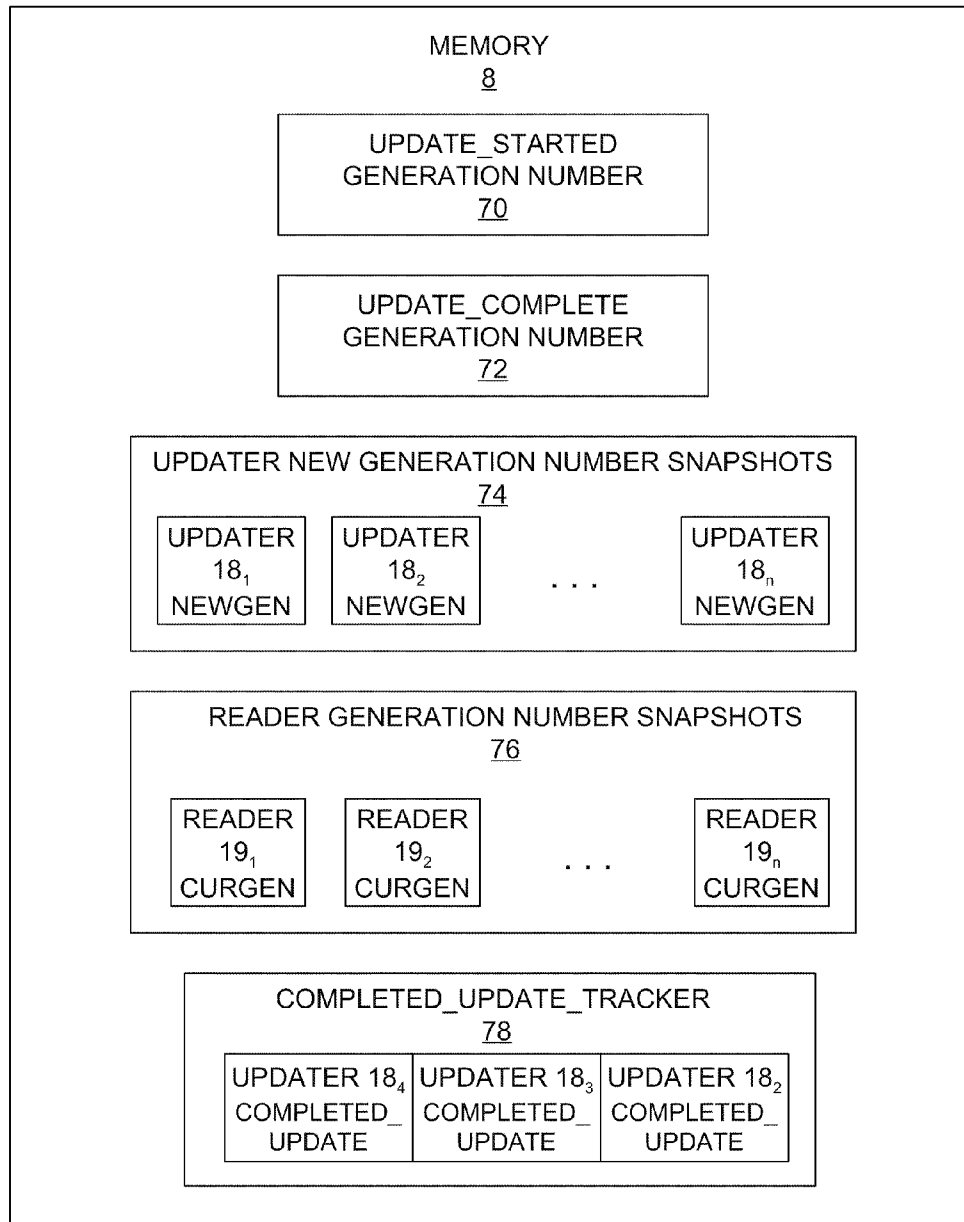 MEMORY
8
UPDATE_STARTED
GENERATION NUMBER
70
UPDATE_COMPLETE
GENERATION NUMBER
72
UPDATER NEW GENERATION NUMBER SNAPSHOTS
74
UPDATER UPDATER UPDATER
18₁ 18₂ . . . 18ₙ
NEWGEN NEWGEN NEWGEN
READER GENERATION NUMBER SNAPSHOTS
76
READER READER READER
19₁ 19₂ . . . 19ₙ
CURGEN CURGEN CURGEN
COMPLETED_UPDATE_TRACKER
78
UPDATER 18₄ UPDATER 18₃ UPDATER 18₂
COMPLETED_ COMPLETED_ COMPLETED_
UPDATE UPDATE UPDATE